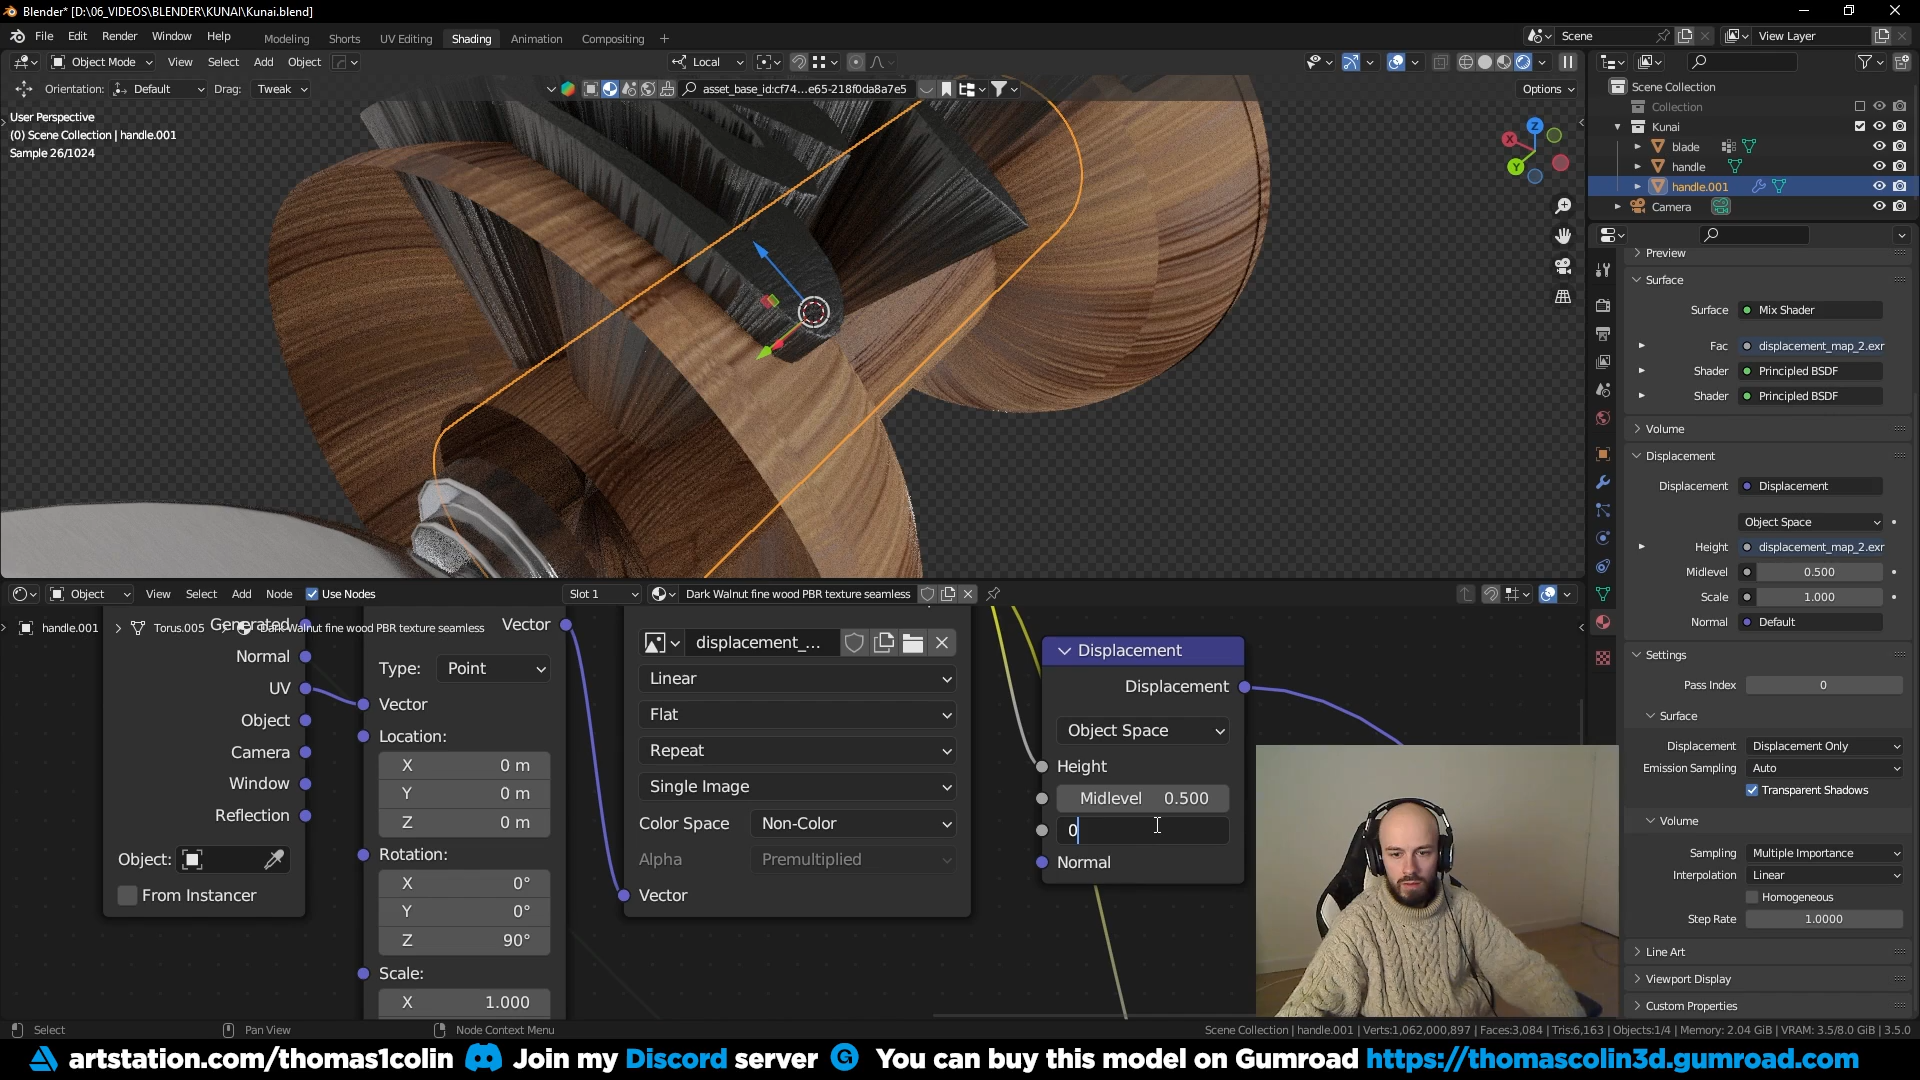 Blender* [D:\06_VIDEOS\BLENDER\KUNAI\Kunai.blend]
File Edit Render Window Help Modeling Shorts UV Editing Shading Animation Compositing + Scene View Layer
Object Mode View Select Add Object Local
Orientation: Default Drag: Tweak asset_base_id:cf74...e65-218f0da8a7e5 Options
User Perspective
(0) Scene Collection | handle.001
Sample 26/1024
X
Y
Z
Scene Collection
Collection
Kunai
blade
handle
handle.001
Camera
Preview
Surface
Surface Mix Shader
Fac displacement_map_2.exr
Shader Principled BSDF
Shader Principled BSDF
Volume
Displacement
Displacement Displacement
Object Space
Height displacement_map_2.exr
Midlevel 0.500
Scale 1.000
Normal Default
Settings
Pass Index 0
Surface
Displacement Displacement Only
Emission Sampling Auto
Transparent Shadows
Volume
Sampling Multiple Importance
Interpolation Linear
Homogeneous
Step Rate 1.0000
Line Art
Viewport Display
Custom Properties
Object View Select Add Node Use Nodes Slot 1 Dark Walnut fine wood PBR texture seamless
handle.001 > Torus.005 > Dark Walnut fine wood PBR texture seamless
Generated
Normal
UV
Object
Camera
Window
Reflection
Object:
From Instancer
Vector
Type: Point
Vector
Location:
X 0 m
Y 0 m
Z 0 m
Rotation:
X 0°
Y 0°
Z 90°
Scale:
X 1.000
displacement_...
Linear
Flat
Repeat
Single Image
Color Space Non-Color
Alpha Premultiplied
Vector
Displacement
Displacement
Object Space
Height
Midlevel 0.500
0
Normal
Select Pan View Node Context Menu Scene Collection | handle.001 | Verts:1,062,000,897 | Faces:3,084 | Tris:6,163 | Objects:1/4 | Memory: 2.04 GiB | VRAM: 3.5/8.0 GiB | 3.5.0
artstation.com/thomas1colin Join my Discord server You can buy this model on Gumroad https://thomascolin3d.gumroad.com